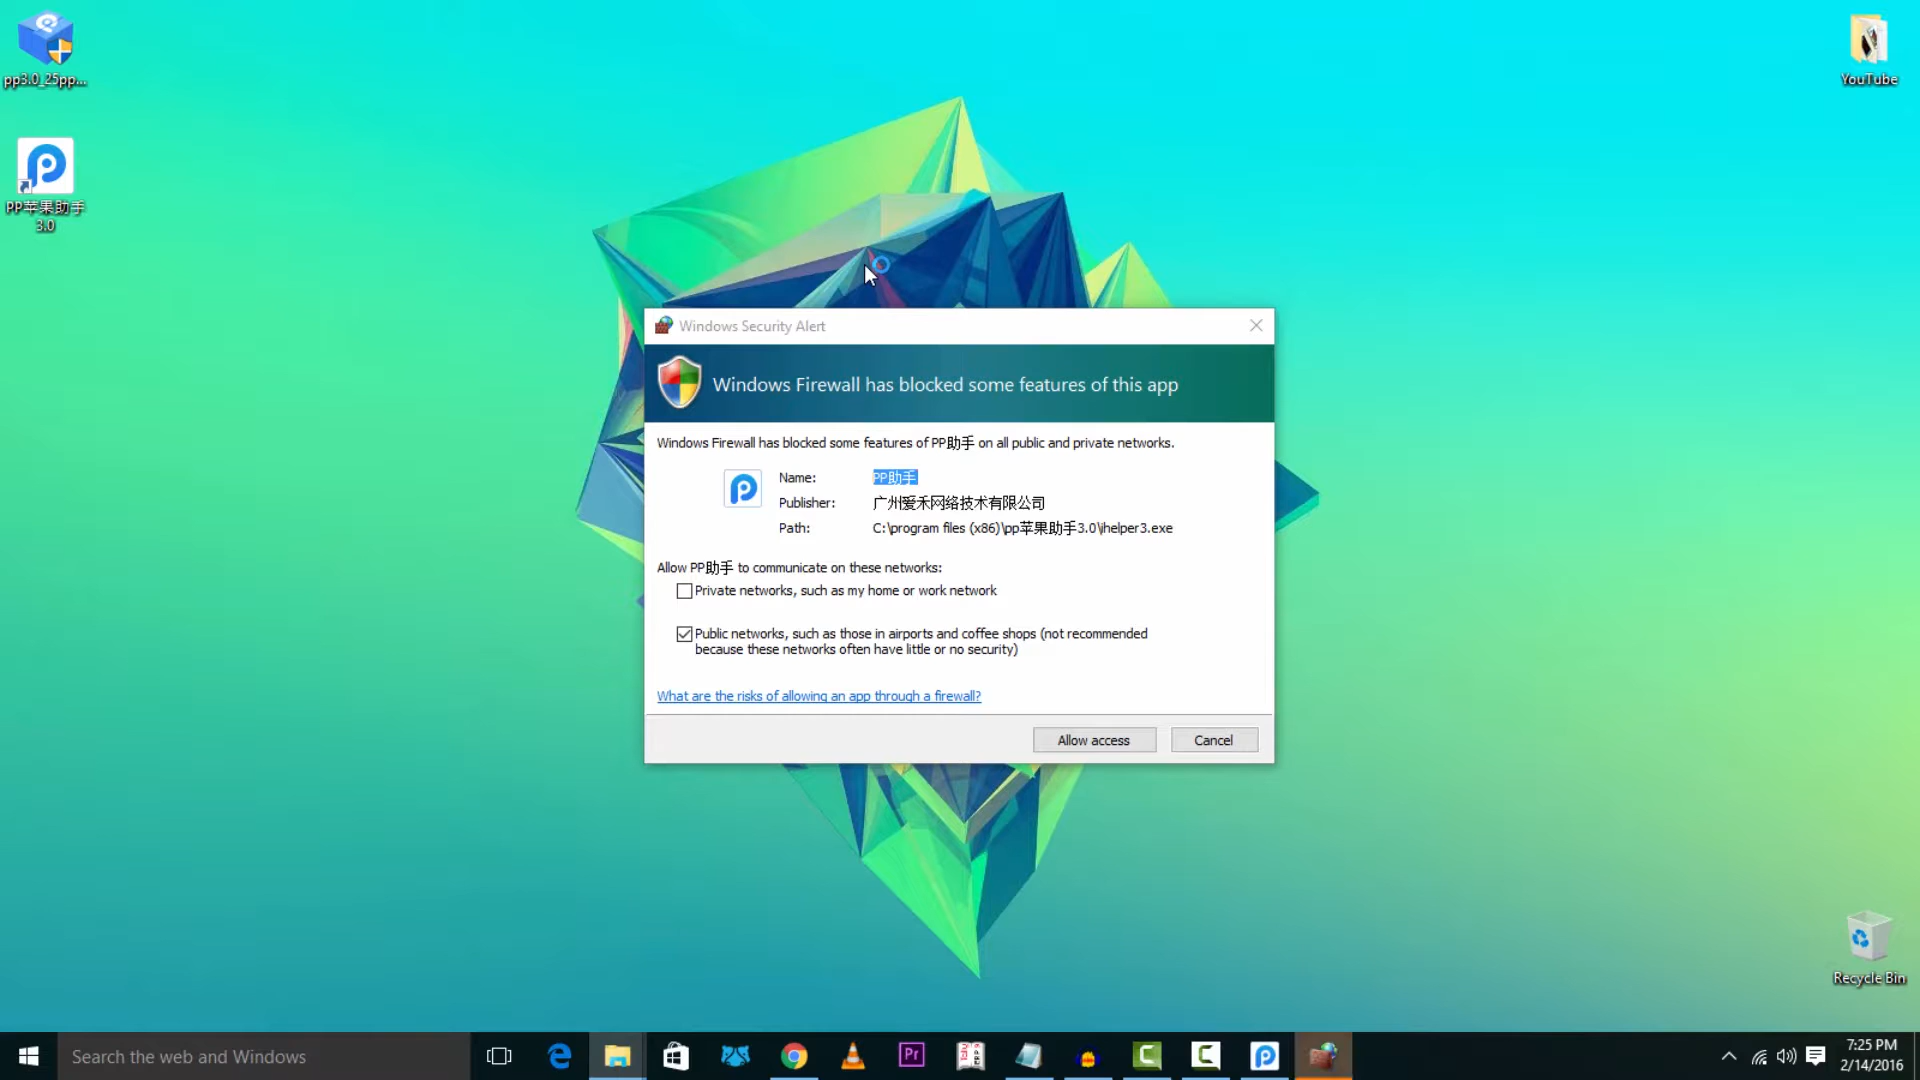 pp3.0_25pp...
PP苹果助手
3.0
YouTube
Windows Security Alert
Windows Firewall has blocked some features of this app
Windows Firewall has blocked some features of PP助手 on all public and private networks.
Name: PP助手
Publisher: 广州爱禾网络技术有限公司
Path: C:\program files (x86)\pp苹果助手3.0\ihelper3.exe
Allow PP助手 to communicate on these networks:
Private networks, such as my home or work network
Public networks, such as those in airports and coffee shops (not recommended
because these networks often have little or no security)
What are the risks of allowing an app through a firewall?
Allow access
Cancel
Recycle Bin
Search the web and Windows
Pr
7:25 PM
2/14/2016